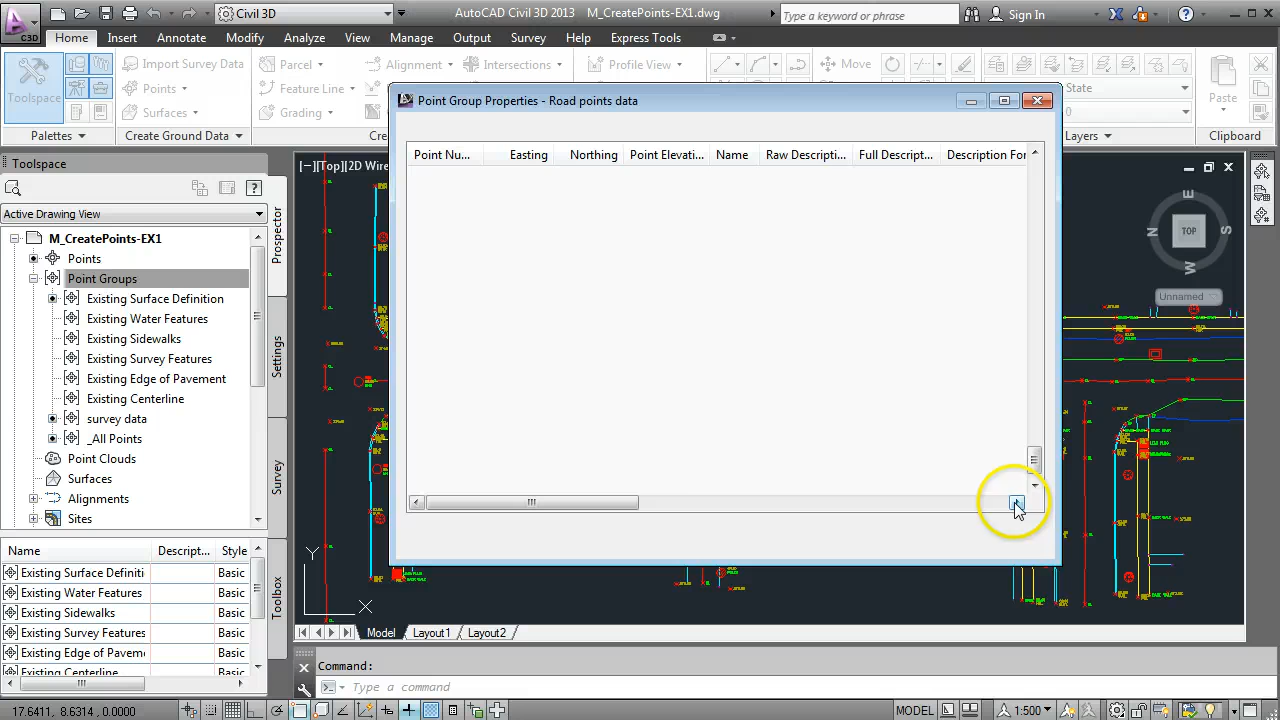 Civil 3D
AutoCAD Civil 3D 2013 M_CreatePoints-EX1.dwg
Type a keyword or phrase
Sign In
C3D
Home Insert Annotate Analyze View Manage Output Survey Help Express Tools
Toolspace
Import Survey Data
Points
Surfaces
Parcel
Feature Line
Grading
Alignment
Intersections
Profile View
Move
State
0
Paste
Palettes
Create Ground Data
Layers
Clipboard
Point Group Properties - Road points data
Point Nu... Easting Northing Point Elevati... Name Raw Descripti... Full Descript... Description For
Toolspace
Active Drawing View
M_CreatePoints-EX1
Points
Point Groups
Existing Surface Definition
Existing Water Features
Existing Sidewalks
Existing Survey Features
Existing Edge of Pavement
Existing Centerline
survey data
_All Points
Point Clouds
Surfaces
Alignments
Sites
Prospector
Settings
Survey
Toolbox
Name Descript... Style
Existing Surface Definiti Basic
Existing Water Features Basic
Existing Sidewalks Basic
Existing Survey Features Basic
Existing Edge of Pavem Basic
Existing Centerline Basic
[−][Top][2D Wire
E
N TOP S
W
Unnamed
Y
X
Model Layout1 Layout2
Command:
Type a command
17.6411, 8.6314, 0.0000
MODEL
1:500